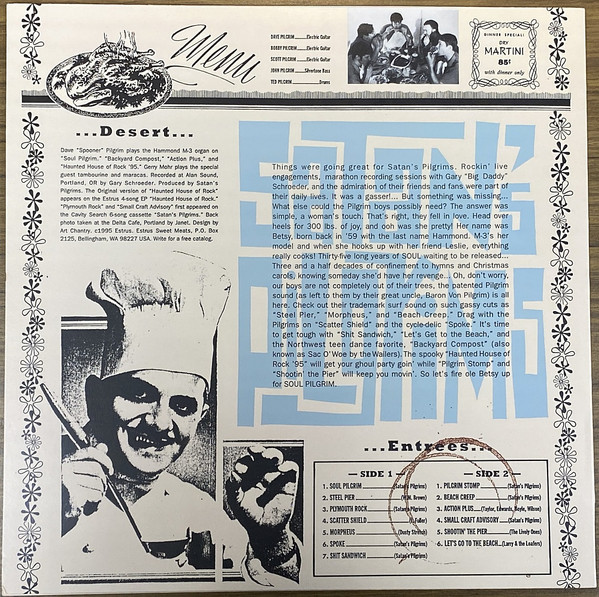 Menu
DAVE PILGRIM........Electric Guitar
BOBBY PILGRIM......Electric Guitar
SCOTT PILGRIM......Electric Guitar
JOHN PILGRIM......Silvertone Bass
TED PILGRIM................Drums
DINNER SPECIAL!
DRY
MARTINI
85¢
with dinner only
...Desert...
Dave "Spooner" Pilgrim plays the Hammond M-3 organ on
"Soul Pilgrim." "Backyard Compost," "Action Plus," and
"Haunted House of Rock '95." Gerry Mohr plays the special
guest tambourine and maracas. Recorded at Alan Sound,
Portland, OR by Gary Schroeder. Produced by Satan's
Pilgrims. The Original version of "Haunted House of Rock"
appears on the Estrus 4-song EP "Haunted House of Rock."
"Plymouth Rock" and "Small Craft Advisory" first appeared on
the Cavity Search 6-song cassette "Satan's Pilgrims." Back
photo taken at the Delta Cafe, Portland by Janet. Design by
Art Chantry. c1995 Estrus. Estrus Sweet Meats, P.O. Box
2125, Bellingham, WA 98227 USA. Write for a free catalog.
SATAN'S
PILGRIMS
Things were going great for Satan's Pilgrims. Rockin' live
engagements, marathon recording sessions with Gary "Big Daddy"
Schroeder, and the admiration of their friends and fans were part of
their daily lives. It was a gasser!... But something was missing...
What else could the Pilgrim boys possibly need? The answer was
simple, a woman's touch. That's right, they fell in love. Head over
heels for 300 lbs. of joy, and ooh was she pretty! Her name was
Betsy, born back in '59 with the last name Hammond. M-3's her
model and when she hooks up with her friend Leslie, everything
really cooks! Thirty-five long years of SOUL waiting to be released...
Three and a half decades of confinement to hymns and Christmas
carols, knowing someday she'd have her revenge... Oh, don't worry,
our boys are not completely out of their trees, the patented Pilgrim
sound (as left to them by their great uncle, Baron Von Pilgrim) is all
here. Check out their trademark surf sound on such gassy cuts as
"Steel Pier," "Morpheus," and "Beach Creep." Drag with the
Pilgrims on "Scatter Shield" and the cycle-delic "Spoke." It's time
to get tough with "Shit Sandwich," "Let's Get to the Beach," and
the Northwest teen dance favorite, "Backyard Compost" (also
known as Sac O' Woe by the Wailers). The spooky "Haunted House of
Rock '95" will get your ghoul party goin' while "Pilgrim Stomp" and
"Shootin' the Pier" will keep you movin'. So let's fire ole Betsy up
for SOUL PILGRIM.
...Entrees...
SIDE 1
1. SOUL PILGRIM........(Satan's Pilgrims)
2. STEEL PIER........(W.M. Brown)
3. PLYMOUTH ROCK........(Satan's Pilgrims)
4. SCATTER SHIELD........Fuller)
5. MORPHEUS........(Dusty Stretch)
6. SPOKE........(Satan's Pilgrims)
7. SHIT SANDWICH........(Satan's Pilgrims)
SIDE 2
1. PILGRIM STOMP........(Satan's Pilgrims)
2. BEACH CREEP........(Satan's Pilgrims)
3. ACTION PLUS.....(Taylor, Edwards, Boyle, Wilson)
4. SMALL CRAFT ADVISORY......(Satan's Pilgrims)
5. SHOOTIN' THE PIER........(The Lively Ones)
6. LET'S GO TO THE BEACH...(Larry & the Loafers)